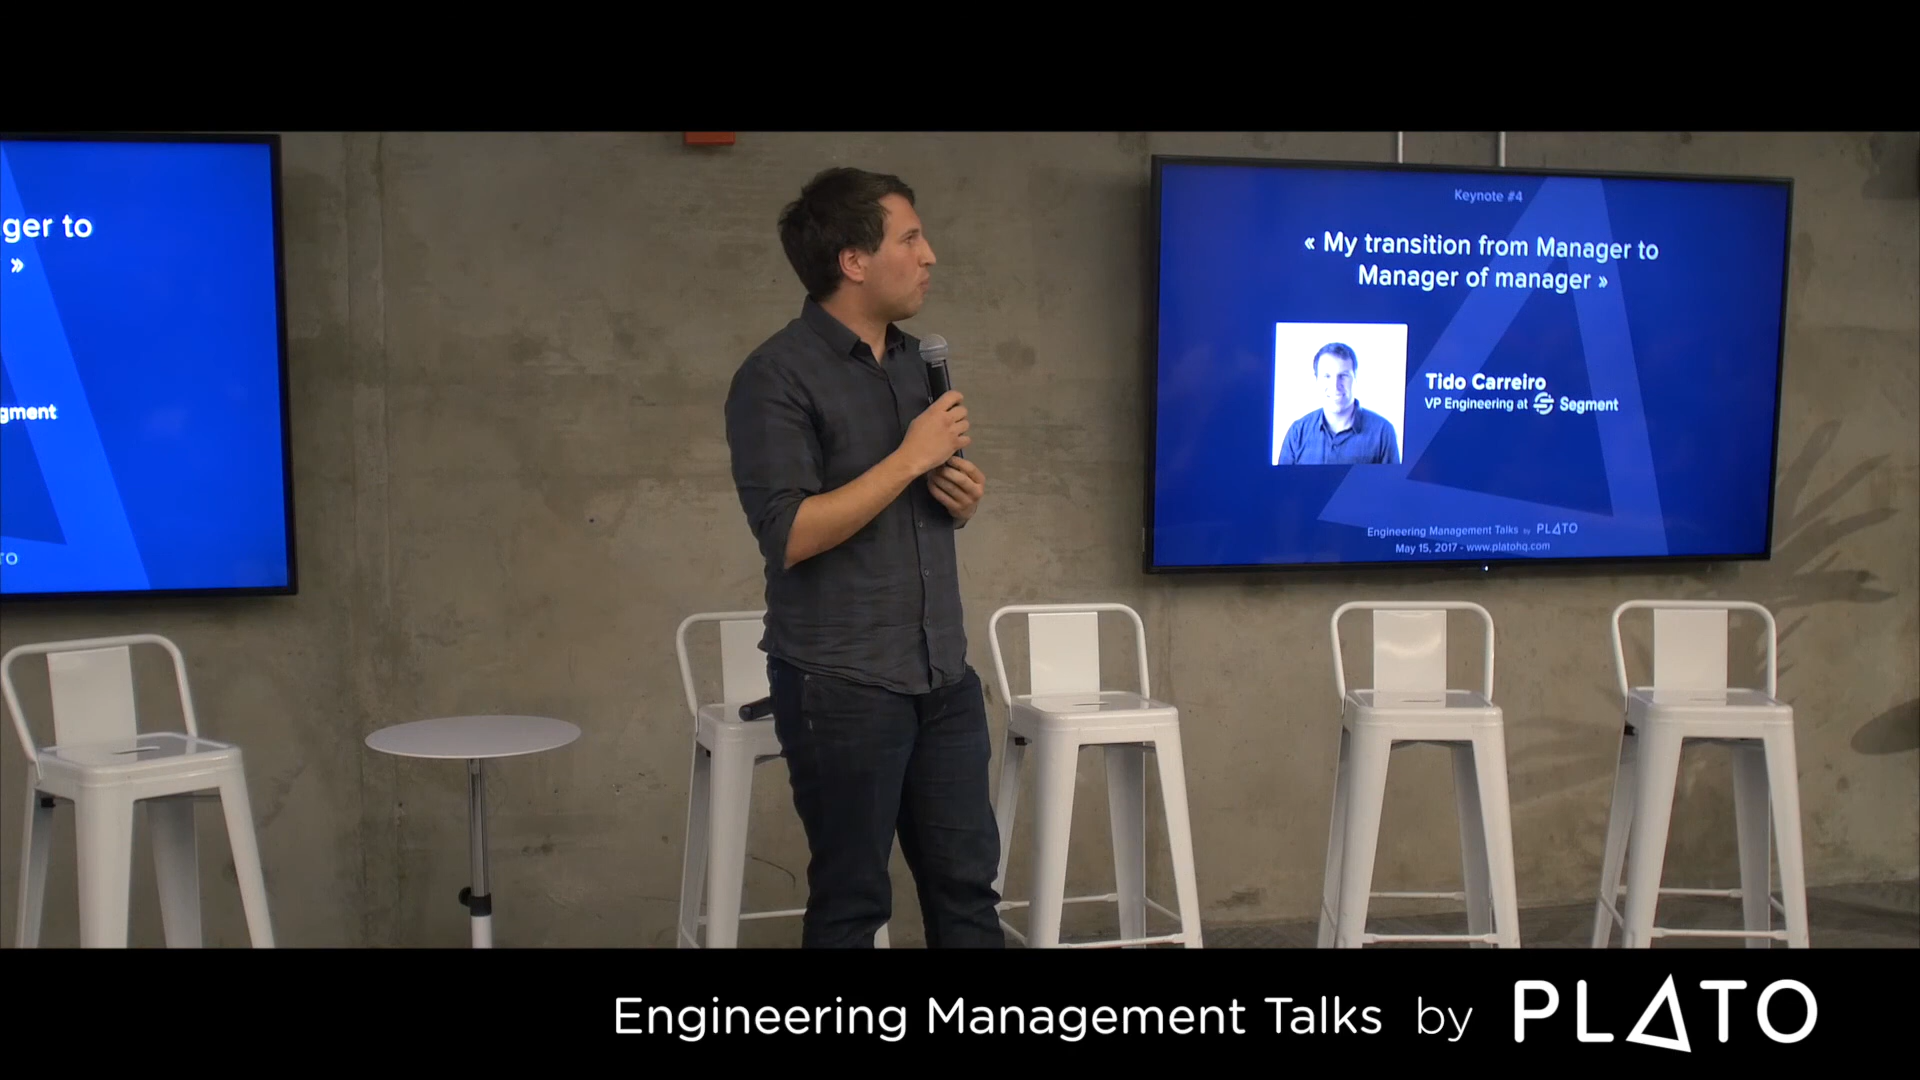 ger to
»
gment
TO
Keynote #4
« My transition from Manager to
Manager of manager »
Tido Carreiro
VP Engineering at Segment
Engineering Management Talks by PLATO
May 15, 2017 - www.platohq.com
Engineering Management Talks by PLATO